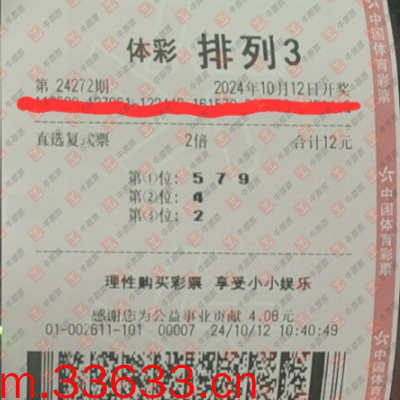 体彩 排列3
第 24272期 2024年10月12日开奖
直选复式票 2倍 合计12元
第①位: 5 7 9
第②位: 4
第③位: 2
理性购买彩票 享受小小娱乐
感谢您为公益事业贡献 4.08元
01-002611-101 00007 24/10/12 10:40:49
m.33633.cn
中国体育彩票
中国体育彩票